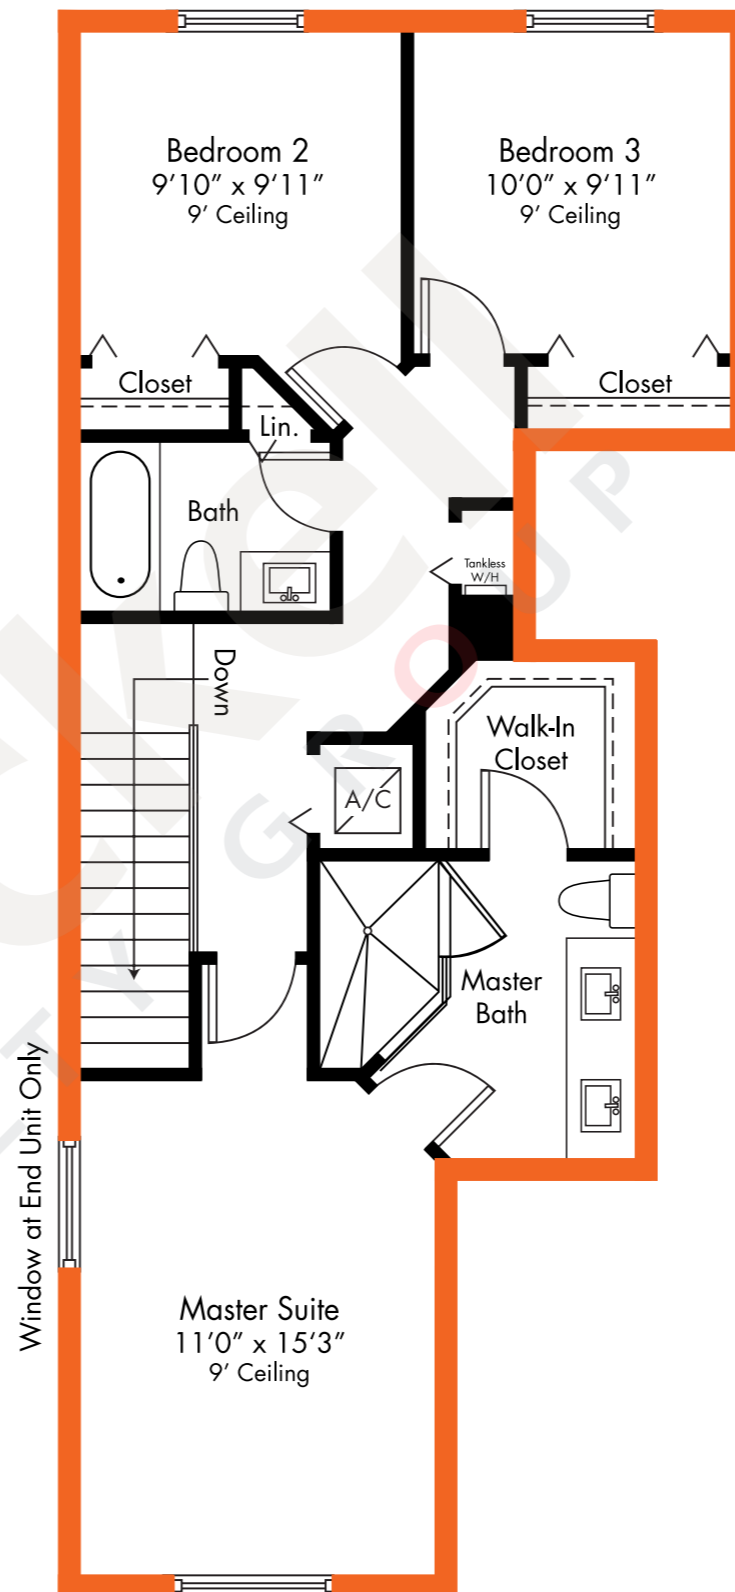 Bedroom 2
9'10" x 9'11"
9' Ceiling
Bedroom 3
10'0" x 9'11"
9' Ceiling
Closet
Closet
Lin.
Bath
Tankless
W/H
Down
Walk-In
Closet
A/C
Master
Bath
Window at End Unit Only
Master Suite
11'0" x 15'3"
9' Ceiling
GROUP